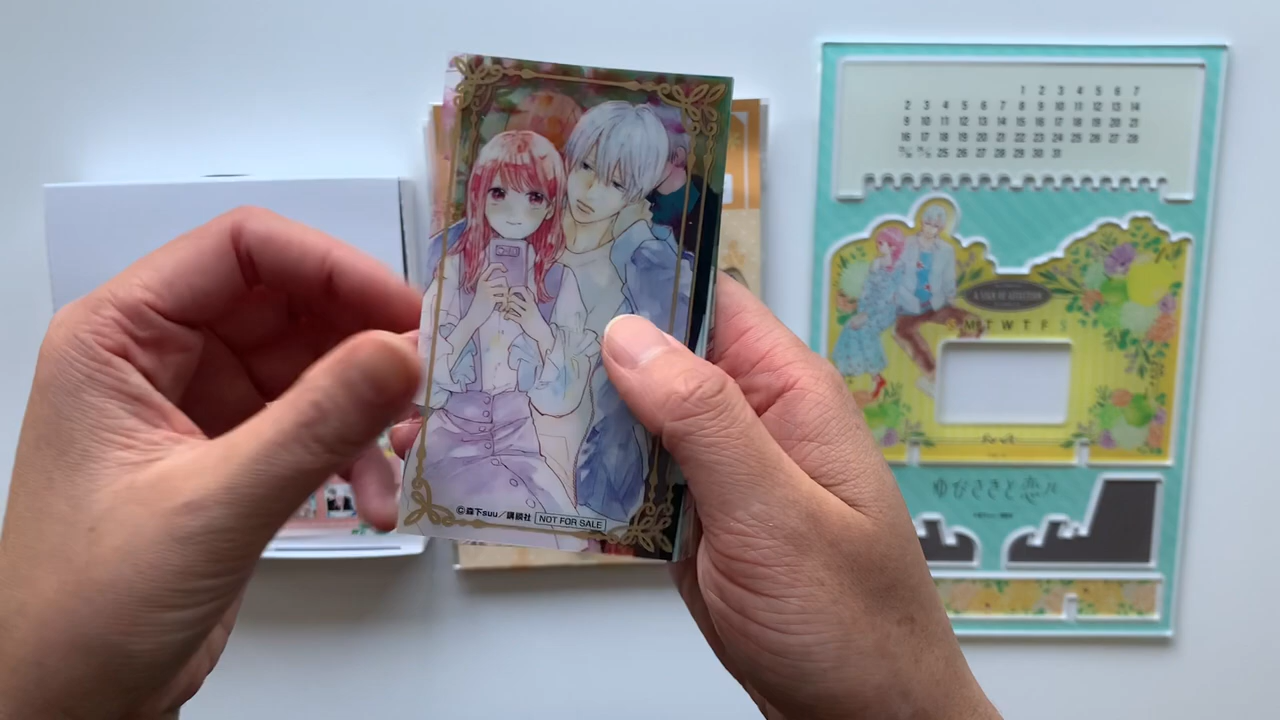 ©森下suu／講談社 NOT FOR SALE
1 2 3 4 5 6 7
2 3 4 5 6 7 8 9 10 11 12 13 14
9 10 11 12 13 14 15 16 17 18 19 20 21
16 17 18 19 20 21 22 23 24 25 26 27 28
25 26 27 28 29 30 31
A SIGN OF AFFECTION
S M T W T F S
ゆびさきと恋々